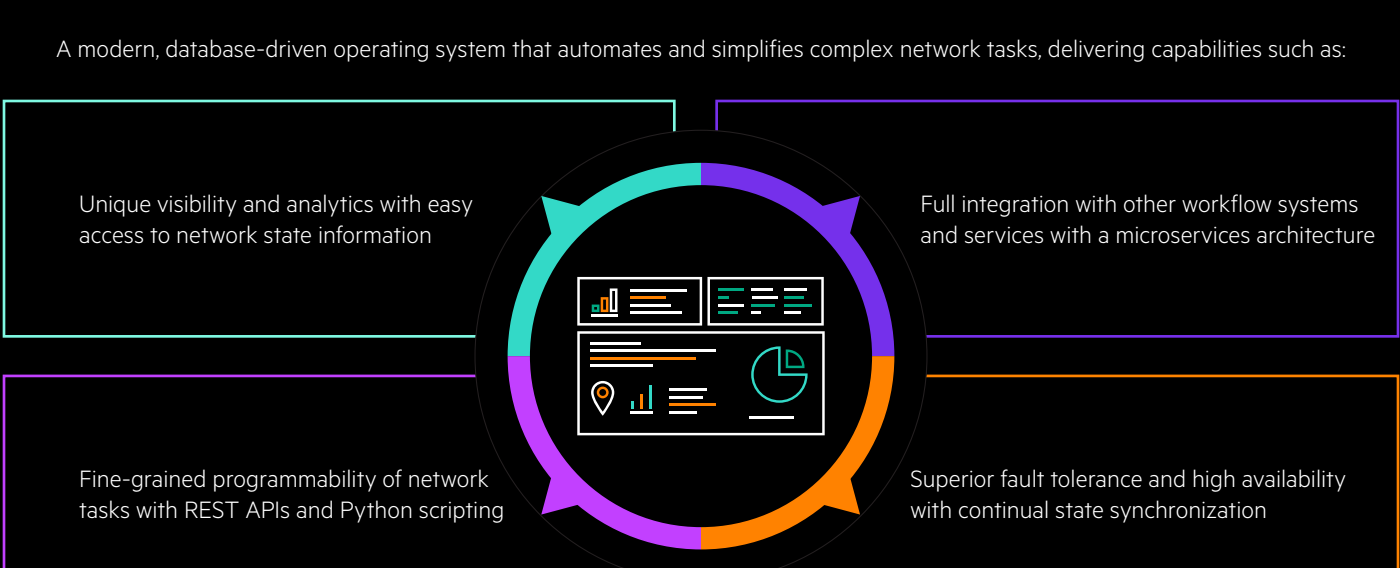 A modern, database-driven operating system that automates and simplifies complex network tasks, delivering capabilities such as:
Unique visibility and analytics with easy
access to network state information
Full integration with other workflow systems
and services with a microservices architecture
Fine-grained programmability of network
tasks with REST APIs and Python scripting
Superior fault tolerance and high availability
with continual state synchronization